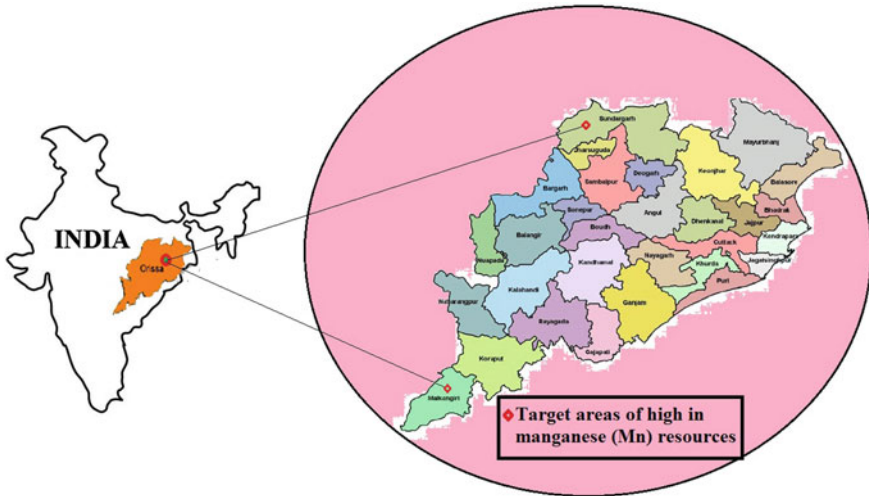 INDIA
Orissa
Sundargarh
Jharsuguda
Mayurbhanj
Keonjhar
Deogarh
Sambalpur
Bargarh
Balasore
Sonepur
Angul
Dhenkanal
Jajpur
Bhadrak
Balangir
Boudh
Cuttack
Kendrapara
Nuapada
Kandhamal
Nayagarh
Khurda
Jagatsinghpur
Puri
Kalahandi
Nabarangpur
Ganjam
Rayagada
Gajapati
Koraput
Malkangiri
Target areas of high in
manganese (Mn) resources